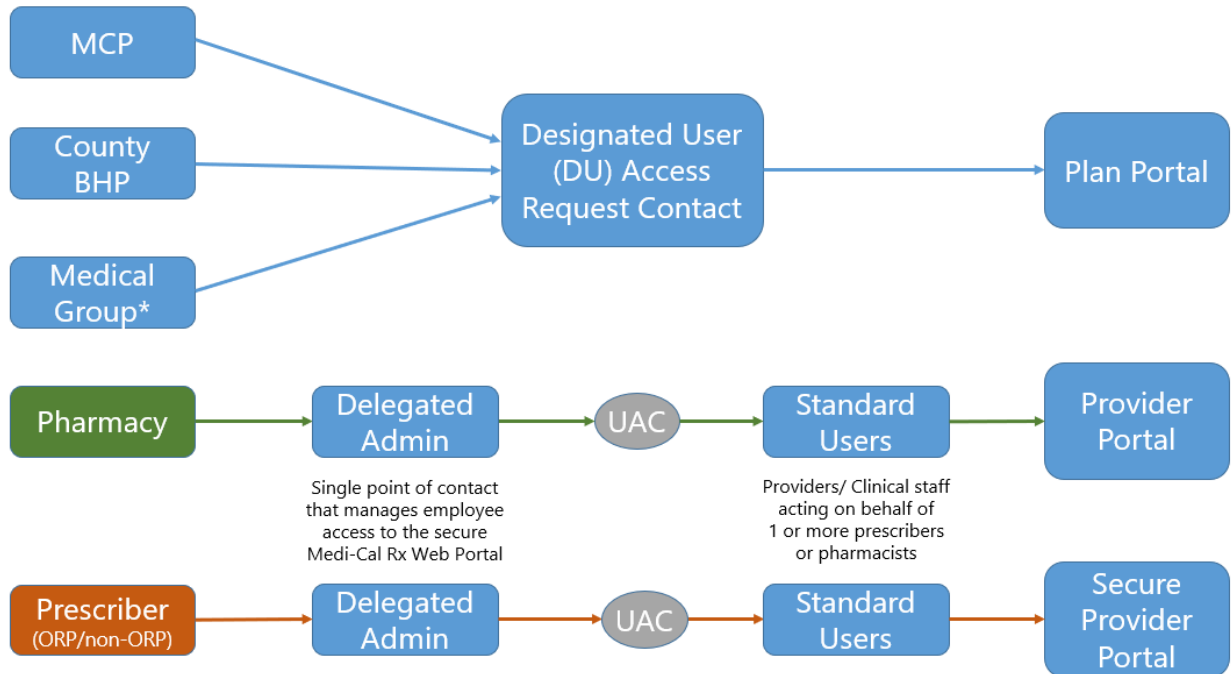 MCP
County
BHP
Medical
Group*
Designated User
(DU) Access
Request Contact
Plan Portal
Pharmacy
Delegated
Admin
UAC
Standard
Users
Provider
Portal
Single point of contact
that manages employee
access to the secure
Medi-Cal Rx Web Portal
Providers/ Clinical staff
acting on behalf of
1 or more prescribers
or pharmacists
Prescriber
(ORP/non-ORP)
Delegated
Admin
UAC
Standard
Users
Secure
Provider
Portal